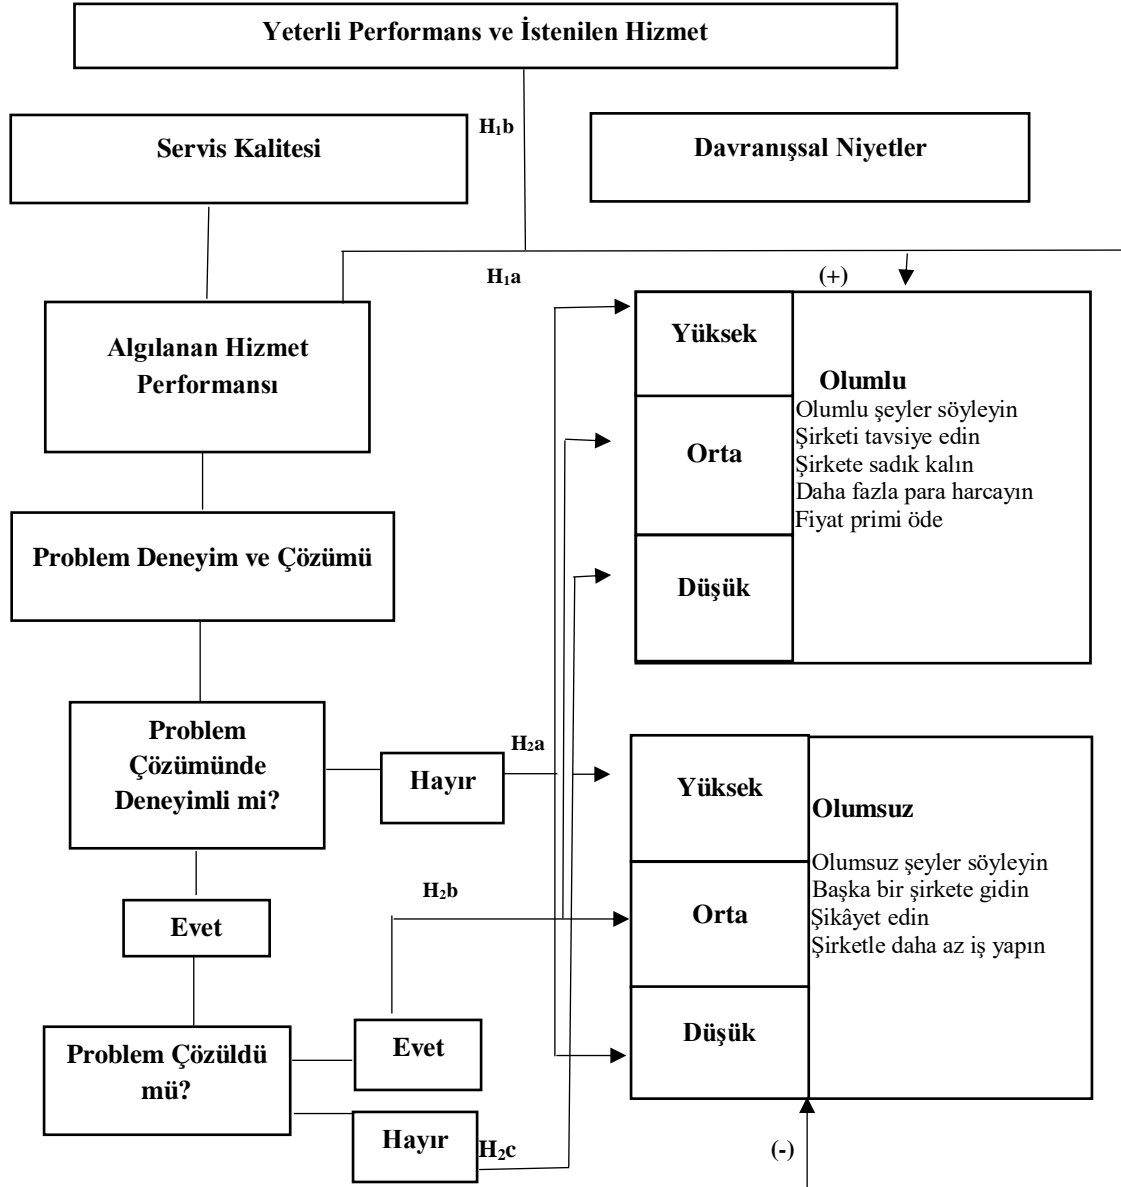 Yeterli Performans ve İstenilen Hizmet
H₁b
Servis Kalitesi
Davranışsal Niyetler
H₁a
(+)
Algılanan Hizmet
Performansı
Yüksek
Orta
Düşük
Olumlu
Olumlu şeyler söyleyin
Şirketi tavsiye edin
Şirkete sadık kalın
Daha fazla para harcayın
Fiyat primi öde
Problem Deneyim ve Çözümü
Problem
Çözümünde
Deneyimli mi?
Hayır
H₂a
Yüksek
Orta
Düşük
Olumsuz
Olumsuz şeyler söyleyin
Başka bir şirkete gidin
Şikâyet edin
Şirketle daha az iş yapın
Evet
H₂b
Problem Çözüldü
mü?
Evet
Hayır
H₂c
(-)